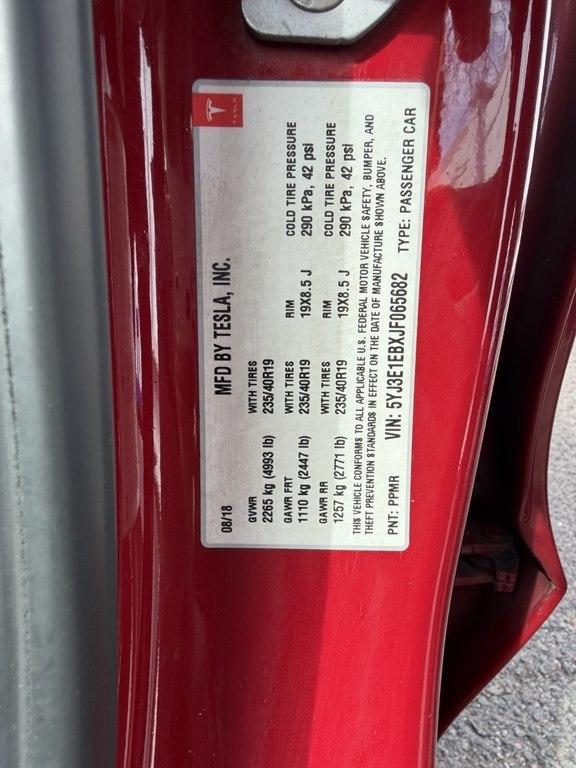 TESLA
MFD BY TESLA, INC.
08/18
GVWR WITH TIRES RIM COLD TIRE PRESSURE
2265 kg (4993 lb) 235/40R19
GAWR FRT WITH TIRES RIM COLD TIRE PRESSURE
1110 kg (2447 lb) 235/40R19 19X8.5 J 290 kPa, 42 psi
GAWR RR WITH TIRES RIM COLD TIRE PRESSURE
1257 kg (2771 lb) 235/40R19 19X8.5 J 290 kPa, 42 psi
THIS VEHICLE CONFORMS TO ALL APPLICABLE U.S. FEDERAL MOTOR VEHICLE SAFETY, BUMPER, AND
THEFT PREVENTION STANDARDS IN EFFECT ON THE DATE OF MANUFACTURE SHOWN ABOVE.
PNT: PPMR VIN: 5YJ3E1EBXJF065682 TYPE: PASSENGER CAR